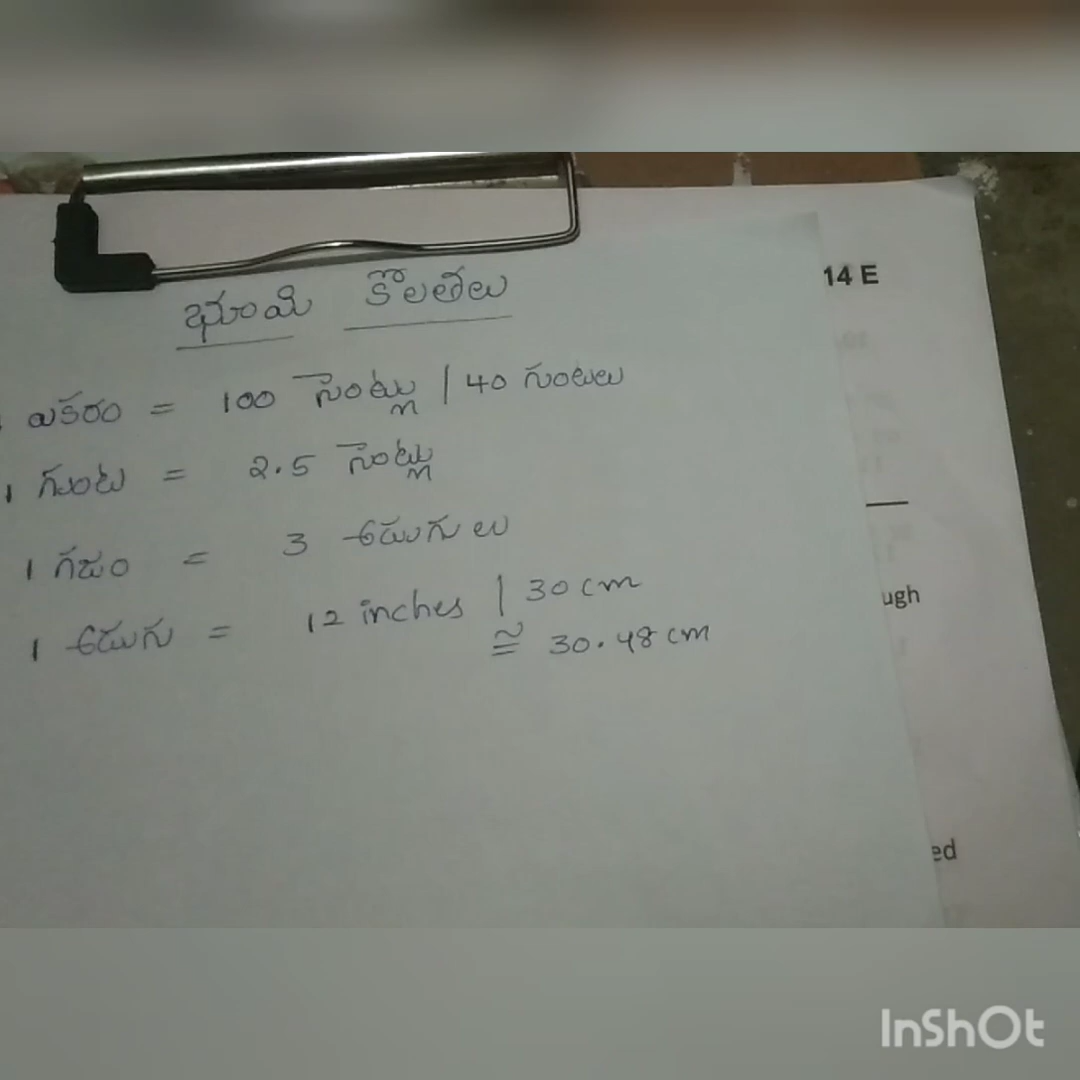 భూమి కొలతలు
1 ఎకరం = 100 సెంట్లు | 40 గుంటలు
1 గుంట = 2.5 సెంట్లు
1 గజం = 3 అడుగులు
1 అడుగు = 12 inches | 30 cm
≅ 30.48 cm
14 E
ugh
ed
InShOt